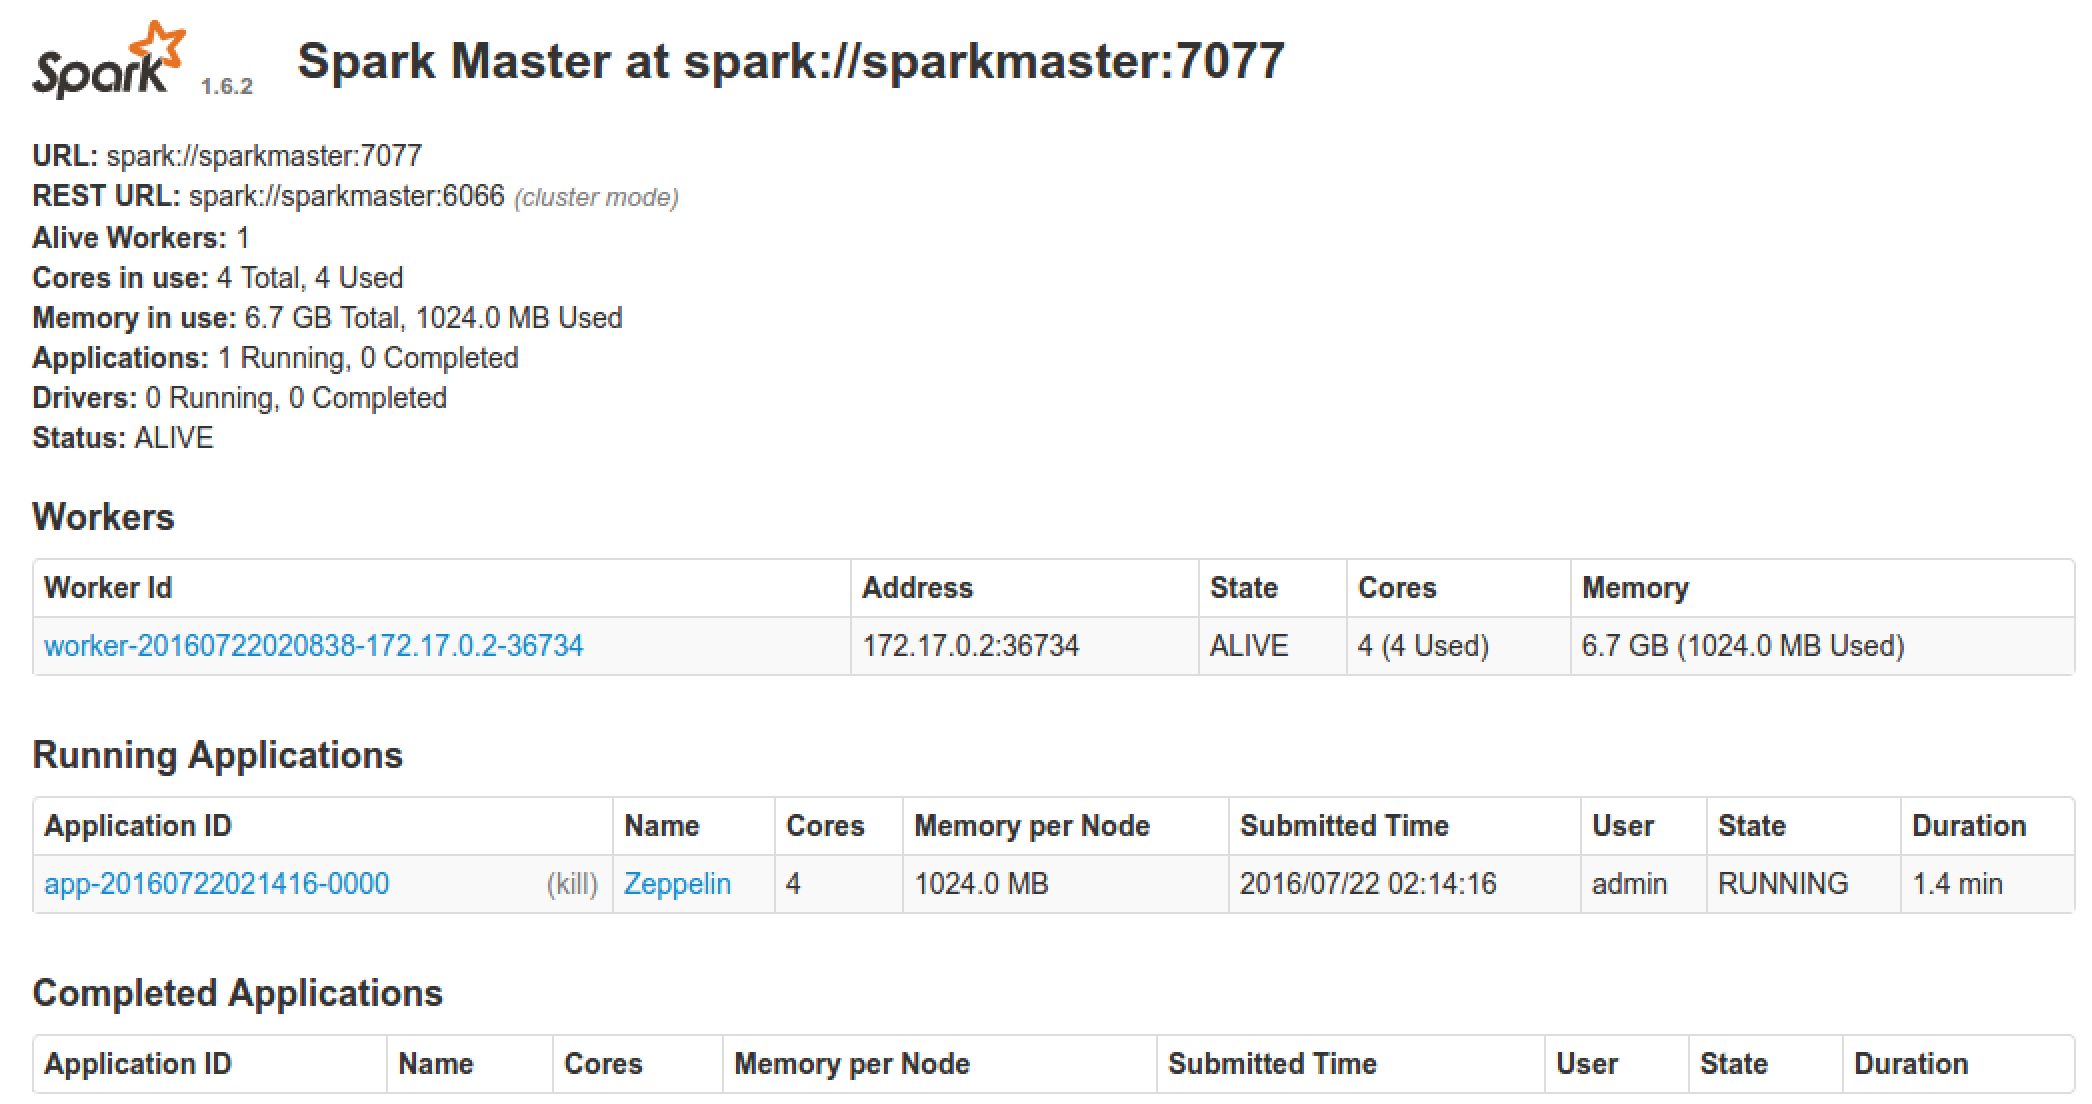 Spark 1.6.2 Spark Master at spark://sparkmaster:7077
URL: spark://sparkmaster:7077
REST URL: spark://sparkmaster:6066 (cluster mode)
Alive Workers: 1
Cores in use: 4 Total, 4 Used
Memory in use: 6.7 GB Total, 1024.0 MB Used
Applications: 1 Running, 0 Completed
Drivers: 0 Running, 0 Completed
Status: ALIVE
Workers
Worker Id Address State Cores Memory
worker-20160722020838-172.17.0.2-36734 172.17.0.2:36734 ALIVE 4 (4 Used) 6.7 GB (1024.0 MB Used)
Running Applications
Application ID Name Cores Memory per Node Submitted Time User State Duration
app-20160722021416-0000 (kill) Zeppelin 4 1024.0 MB 2016/07/22 02:14:16 admin RUNNING 1.4 min
Completed Applications
Application ID Name Cores Memory per Node Submitted Time User State Duration